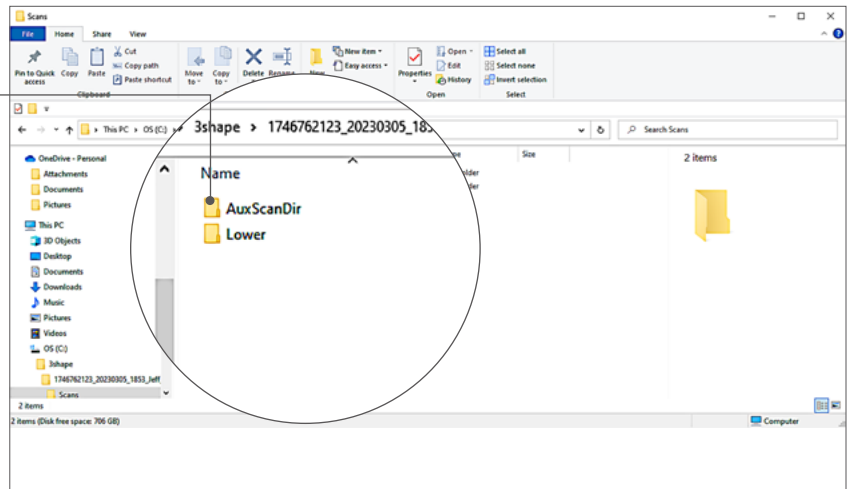 Scans
File Home Share View
Pin to Quick access Copy Paste Cut Copy path Paste shortcut Move to Copy to Delete Rename New New item Easy access Properties Open Edit History Select all Select none Invert selection
Clipboard Open Select
This PC > OS (C:) > 3shape > 1746762123_20230305_185 Search Scans
Name Size
OneDrive - Personal
Attachments
Documents
Pictures
This PC
3D Objects
Desktop
Documents
Downloads
Music
Pictures
Videos
OS (C:)
3shape
1746762123_20230305_1853_Jeff_
Scans
AuxScanDir
Lower
2 items
2 items
2 items (Disk free space: 706 GB) Computer